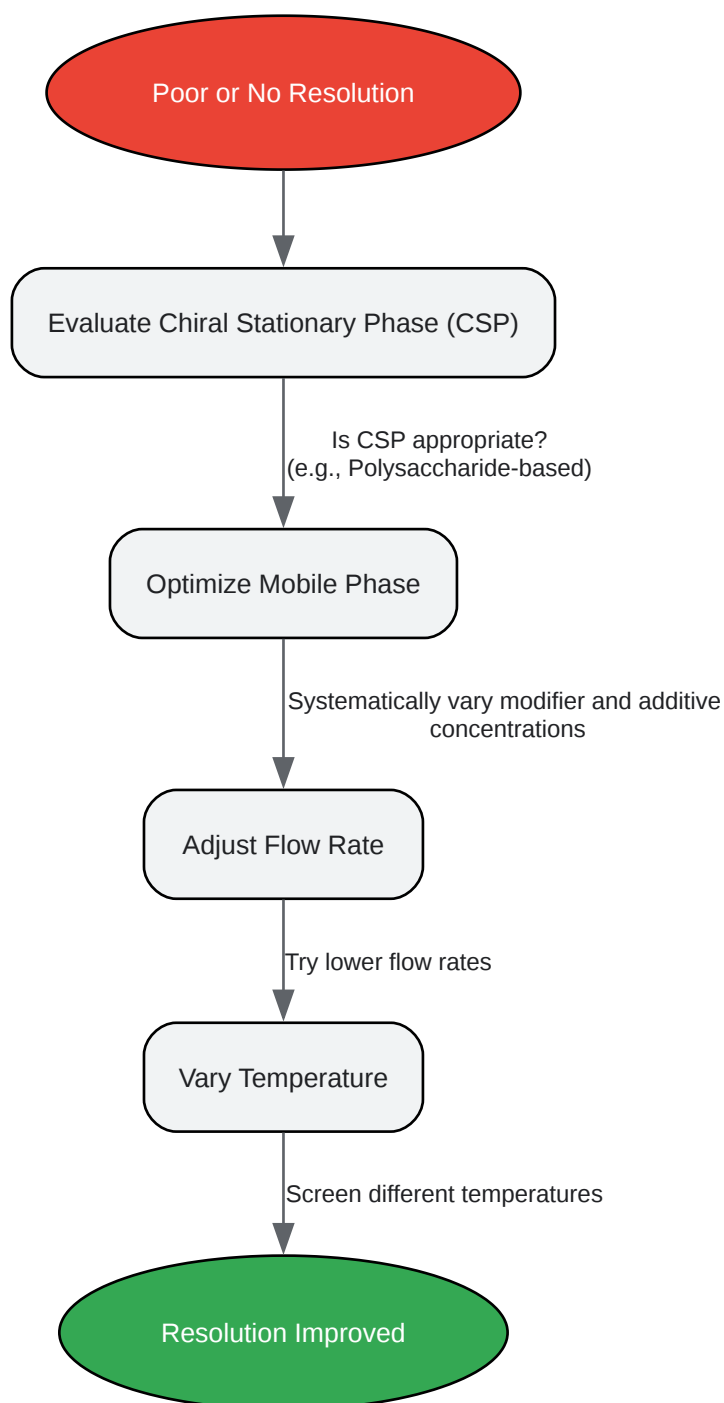 Poor or No Resolution
Evaluate Chiral Stationary Phase (CSP)
Is CSP appropriate?
(e.g., Polysaccharide-based)
Optimize Mobile Phase
Systematically vary modifier and additive
concentrations
Adjust Flow Rate
Try lower flow rates
Vary Temperature
Screen different temperatures
Resolution Improved